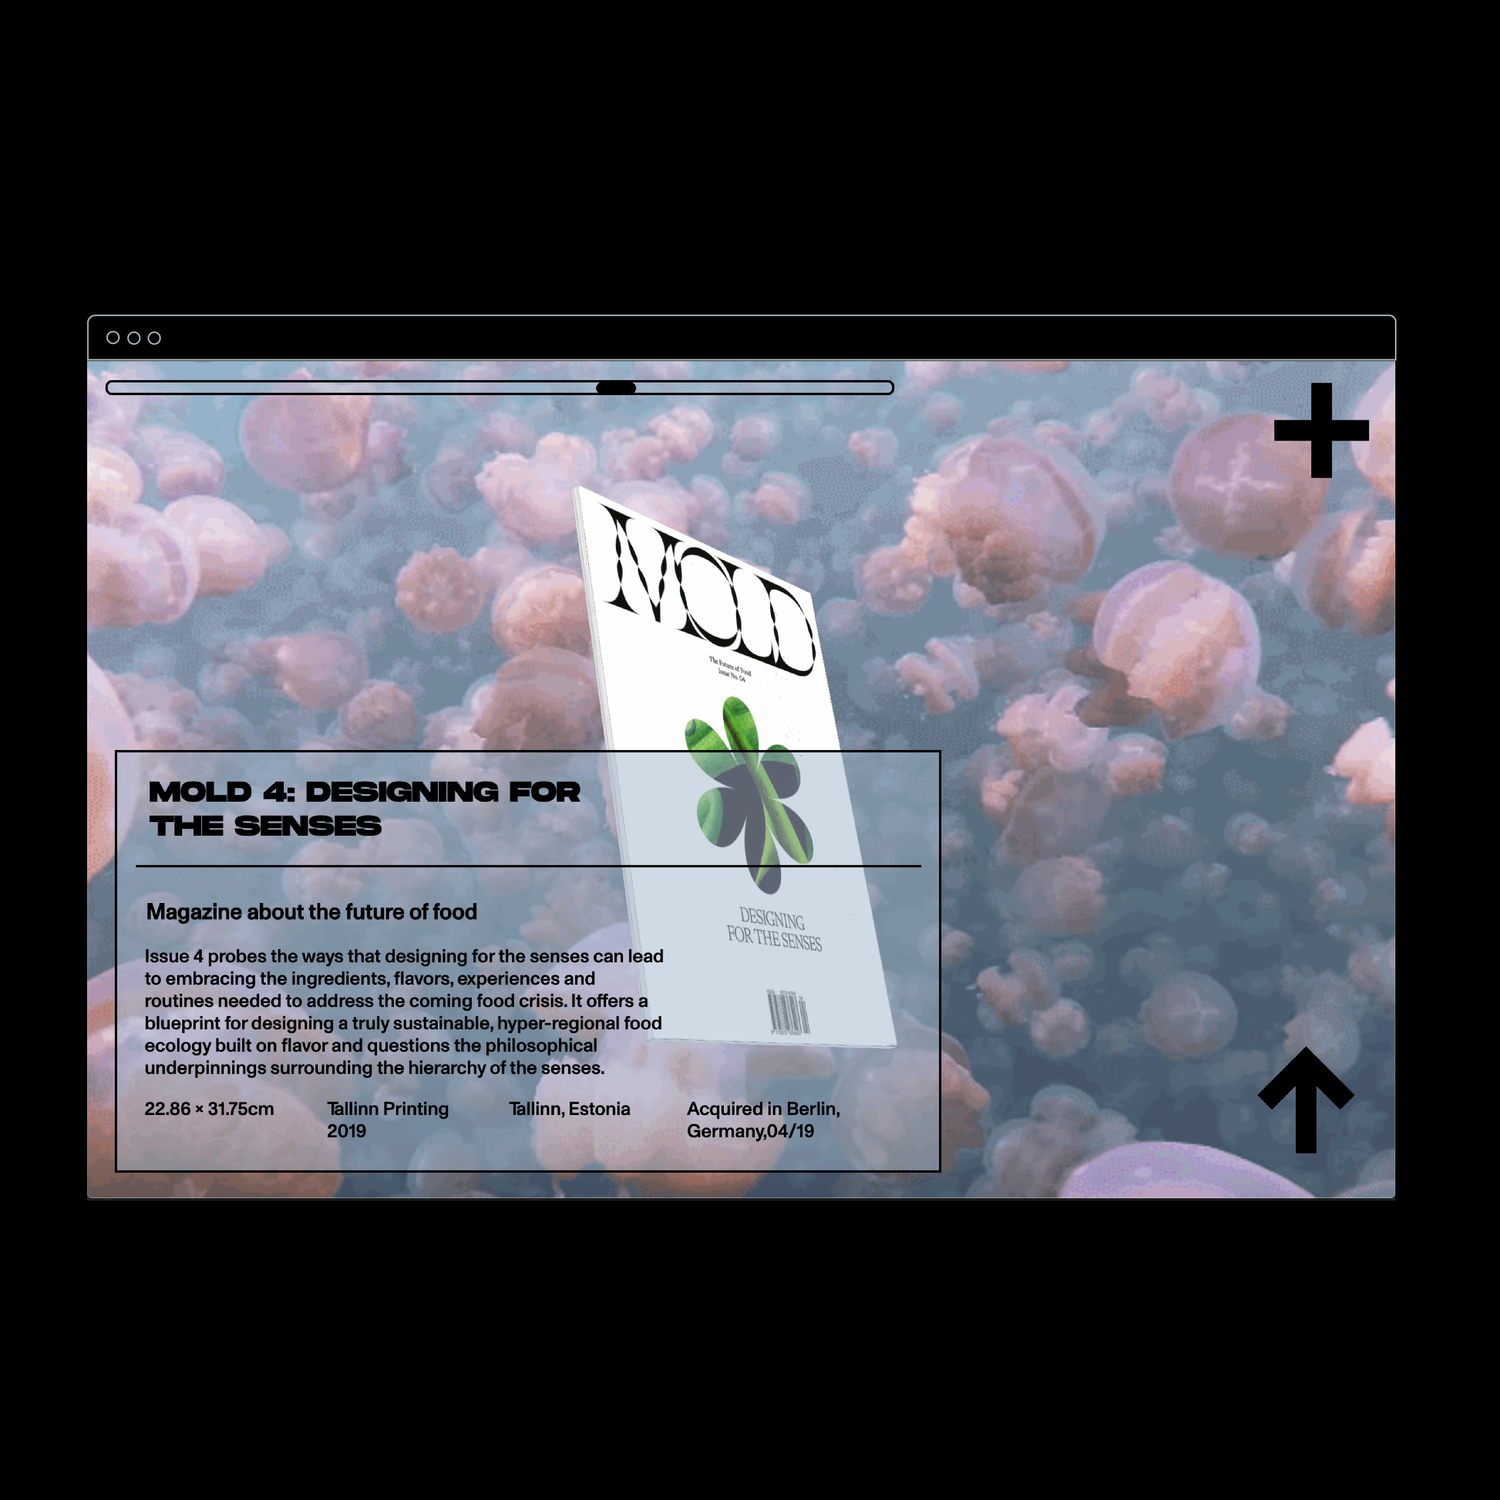 MOLD
The Future of Food
Issue No. 04
MOLD 4: DESIGNING FOR
THE SENSES
Magazine about the future of food
DESIGNING
FOR THE SENSES
Issue 4 probes the ways that designing for the senses can lead
to embracing the ingredients, flavors, experiences and
routines needed to address the coming food crisis. It offers a
blueprint for designing a truly sustainable, hyper-regional food
ecology built on flavor and questions the philosophical
underpinnings surrounding the hierarchy of the senses.
22.86 × 31.75cm
Tallinn Printing
2019
Tallinn, Estonia
Acquired in Berlin,
Germany,04/19